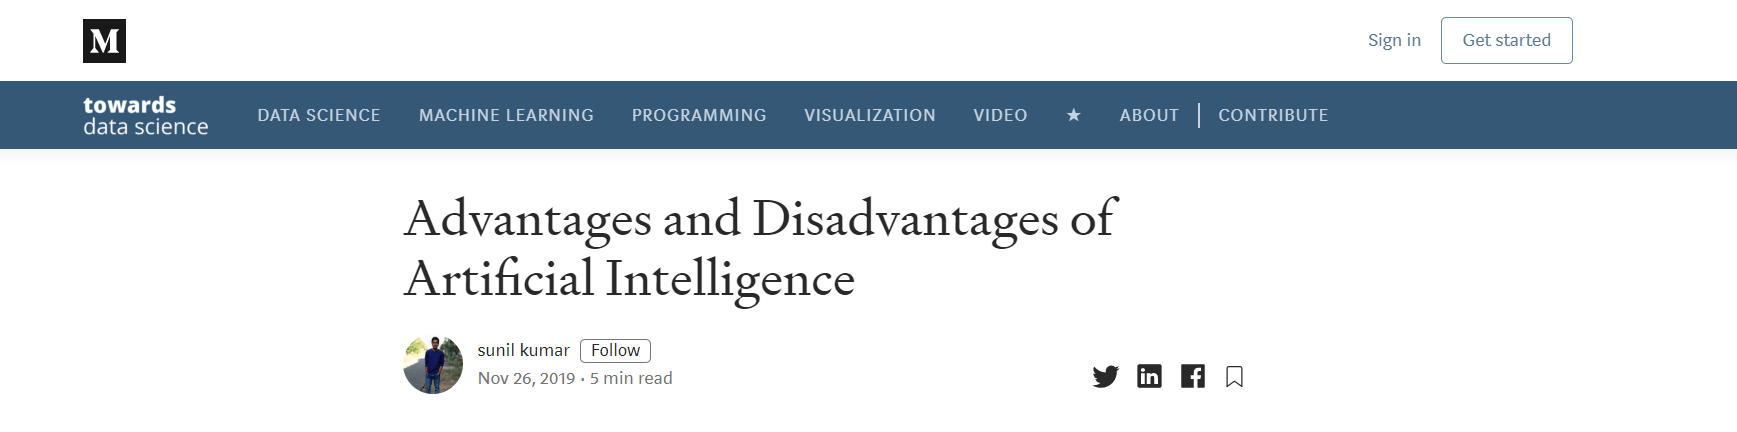 M
Sign in Get started
towards
data science
DATA SCIENCE MACHINE LEARNING PROGRAMMING VISUALIZATION VIDEO ★ ABOUT | CONTRIBUTE
Advantages and Disadvantages of
Artificial Intelligence
sunil kumar Follow
Nov 26, 2019 · 5 min read